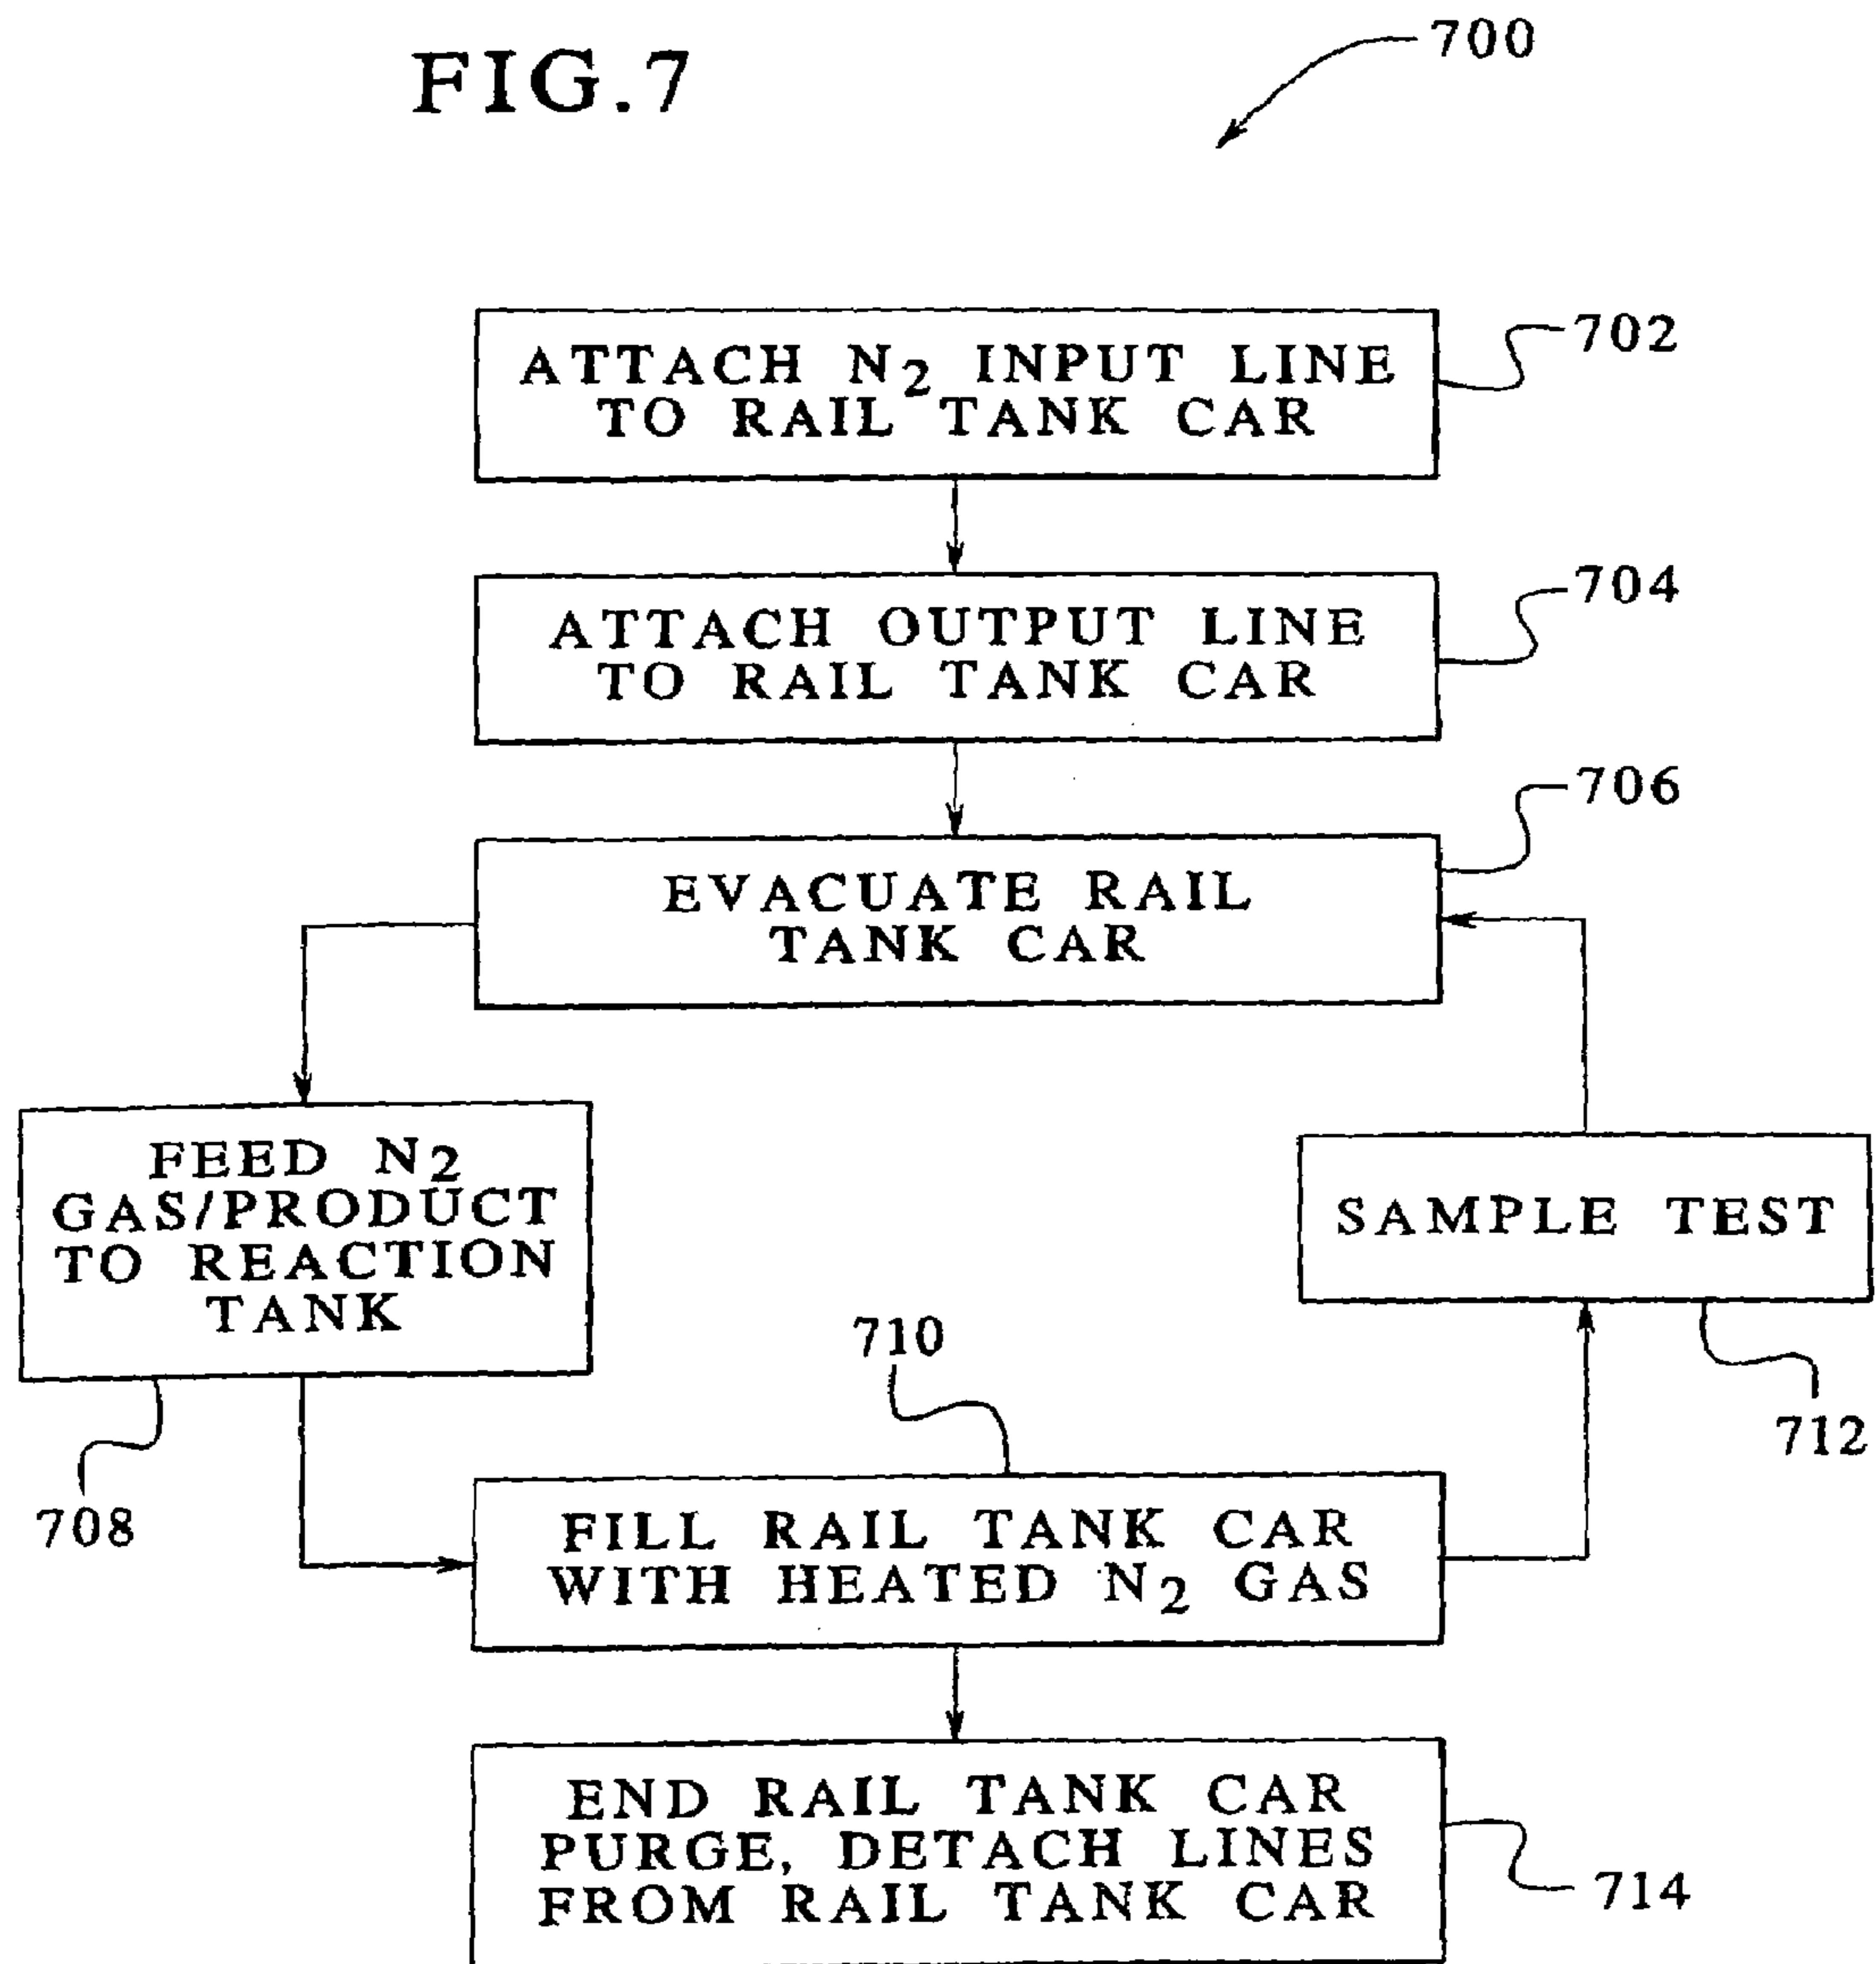 FIG.7
700
ATTACH N2 INPUT LINE
TO RAIL TANK CAR
702
ATTACH OUTPUT LINE
TO RAIL TANK CAR
704
EVACUATE RAIL
TANK CAR
706
FEED N2
GAS/PRODUCT
TO REACTION
TANK
708
SAMPLE TEST
712
710
FILL RAIL TANK CAR
WITH HEATED N2 GAS
END RAIL TANK CAR
PURGE, DETACH LINES
FROM RAIL TANK CAR
714